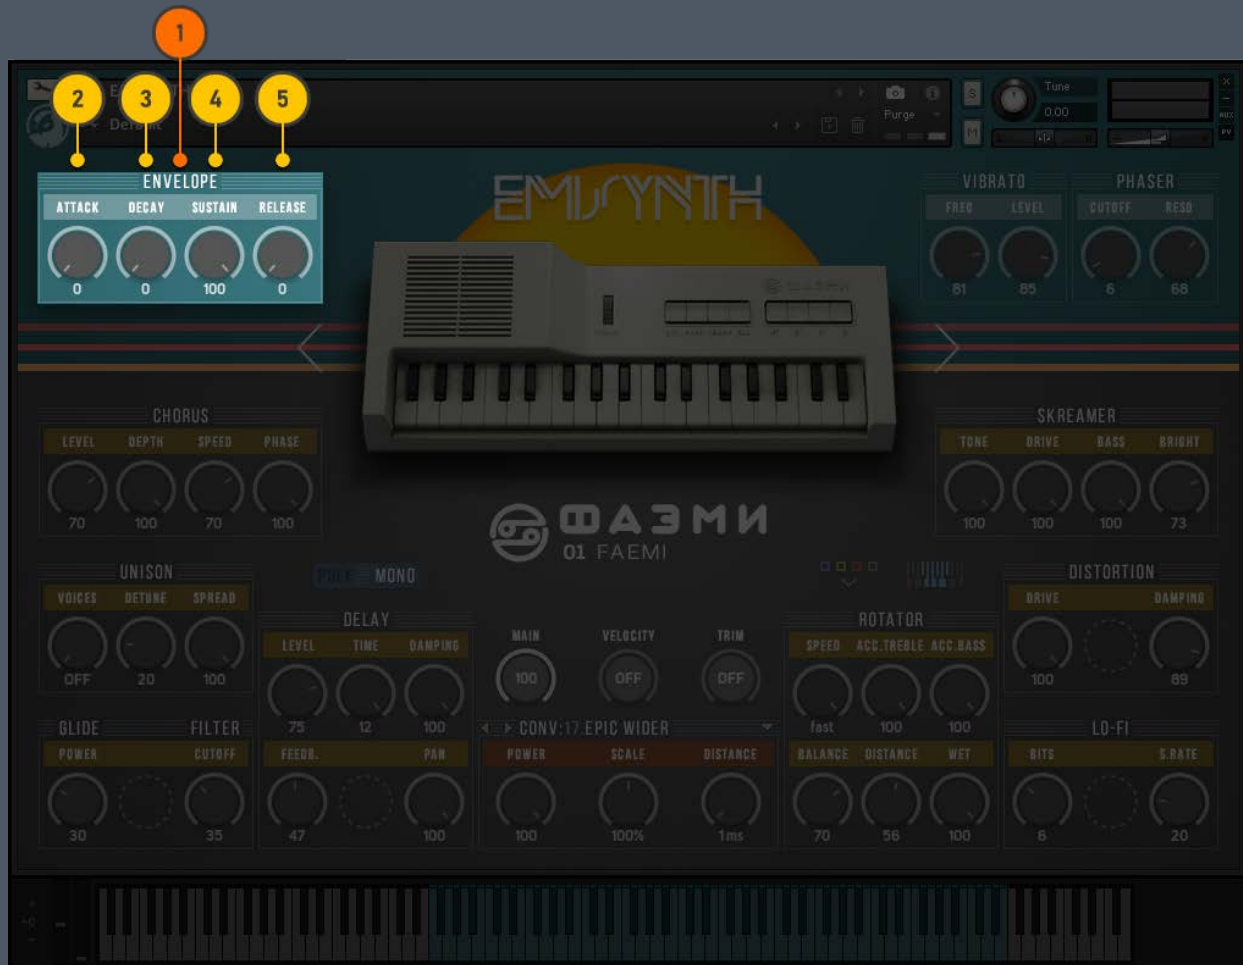 1
2 3 4 5
Default
S
Purge
M
Tune
0.00
AUX
PV
ENVELOPE
ATTACK DECAY SUSTAIN RELEASE
0 0 100 0
EMISYNTH
VIBRATO PHASER
FREQ LEVEL CUTOFF RESO
81 85 6 68
ФАЭМИ
CHORUS
LEVEL DEPTH SPEED PHASE
70 100 70 100
SKREAMER
TONE DRIVE BASS BRIGHT
100 100 100 73
ФАЭМИ
01 FAEMI
UNISON
VOICES DETUNE SPREAD
OFF 20 100
POLY MONO
DELAY
LEVEL TIME DAMPING
75 12 100
MAIN VELOCITY TRIM
100 OFF OFF
ROTATOR
SPEED ACC.TREBLE ACC.BASS
fast 100 100
DISTORTION
DRIVE DAMPING
100 89
GLIDE FILTER
POWER CUTOFF
30 35
FEEDB. PAN
47 100
CONV:17.EPIC WIDER
POWER SCALE DISTANCE
100 100% 1ms
BALANCE DISTANCE WET
70 56 100
LO-FI
BITS S.RATE
6 20